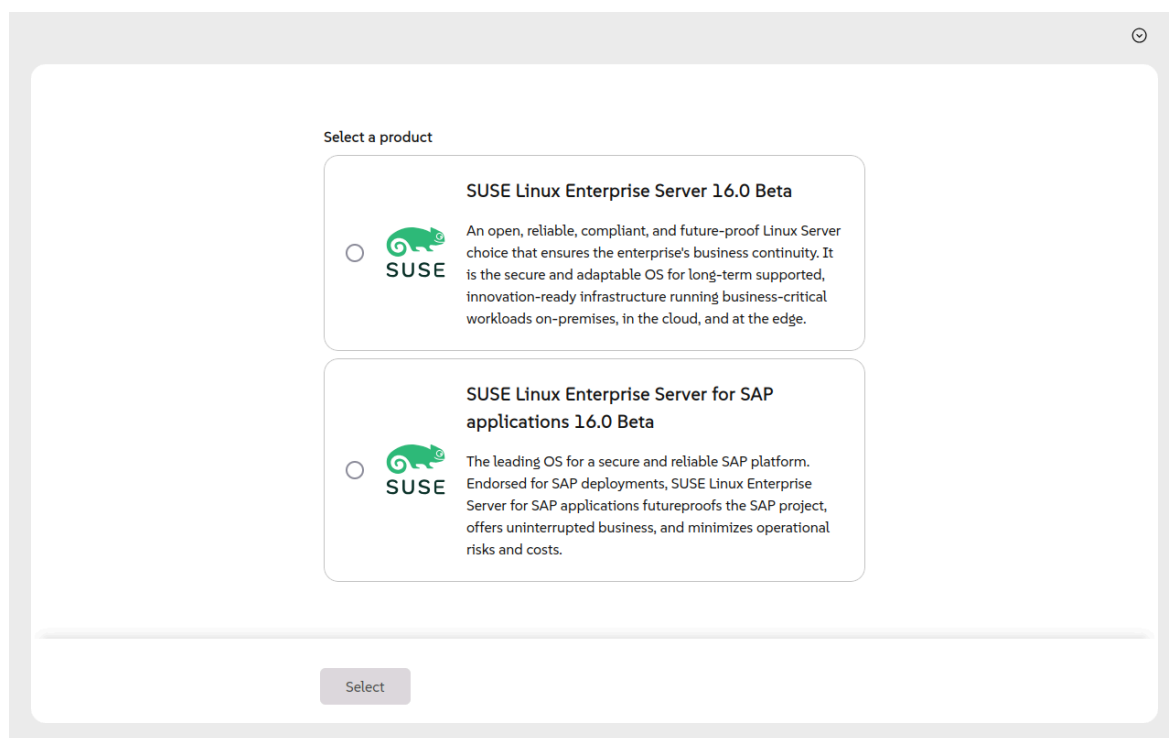 Select a product
SUSE Linux Enterprise Server 16.0 Beta
An open, reliable, compliant, and future-proof Linux Server
choice that ensures the enterprise's business continuity. It
is the secure and adaptable OS for long-term supported,
innovation-ready infrastructure running business-critical
workloads on-premises, in the cloud, and at the edge.
SUSE
SUSE Linux Enterprise Server for SAP
applications 16.0 Beta
The leading OS for a secure and reliable SAP platform.
Endorsed for SAP deployments, SUSE Linux Enterprise
Server for SAP applications futureproofs the SAP project,
offers uninterrupted business, and minimizes operational
risks and costs.
SUSE
Select